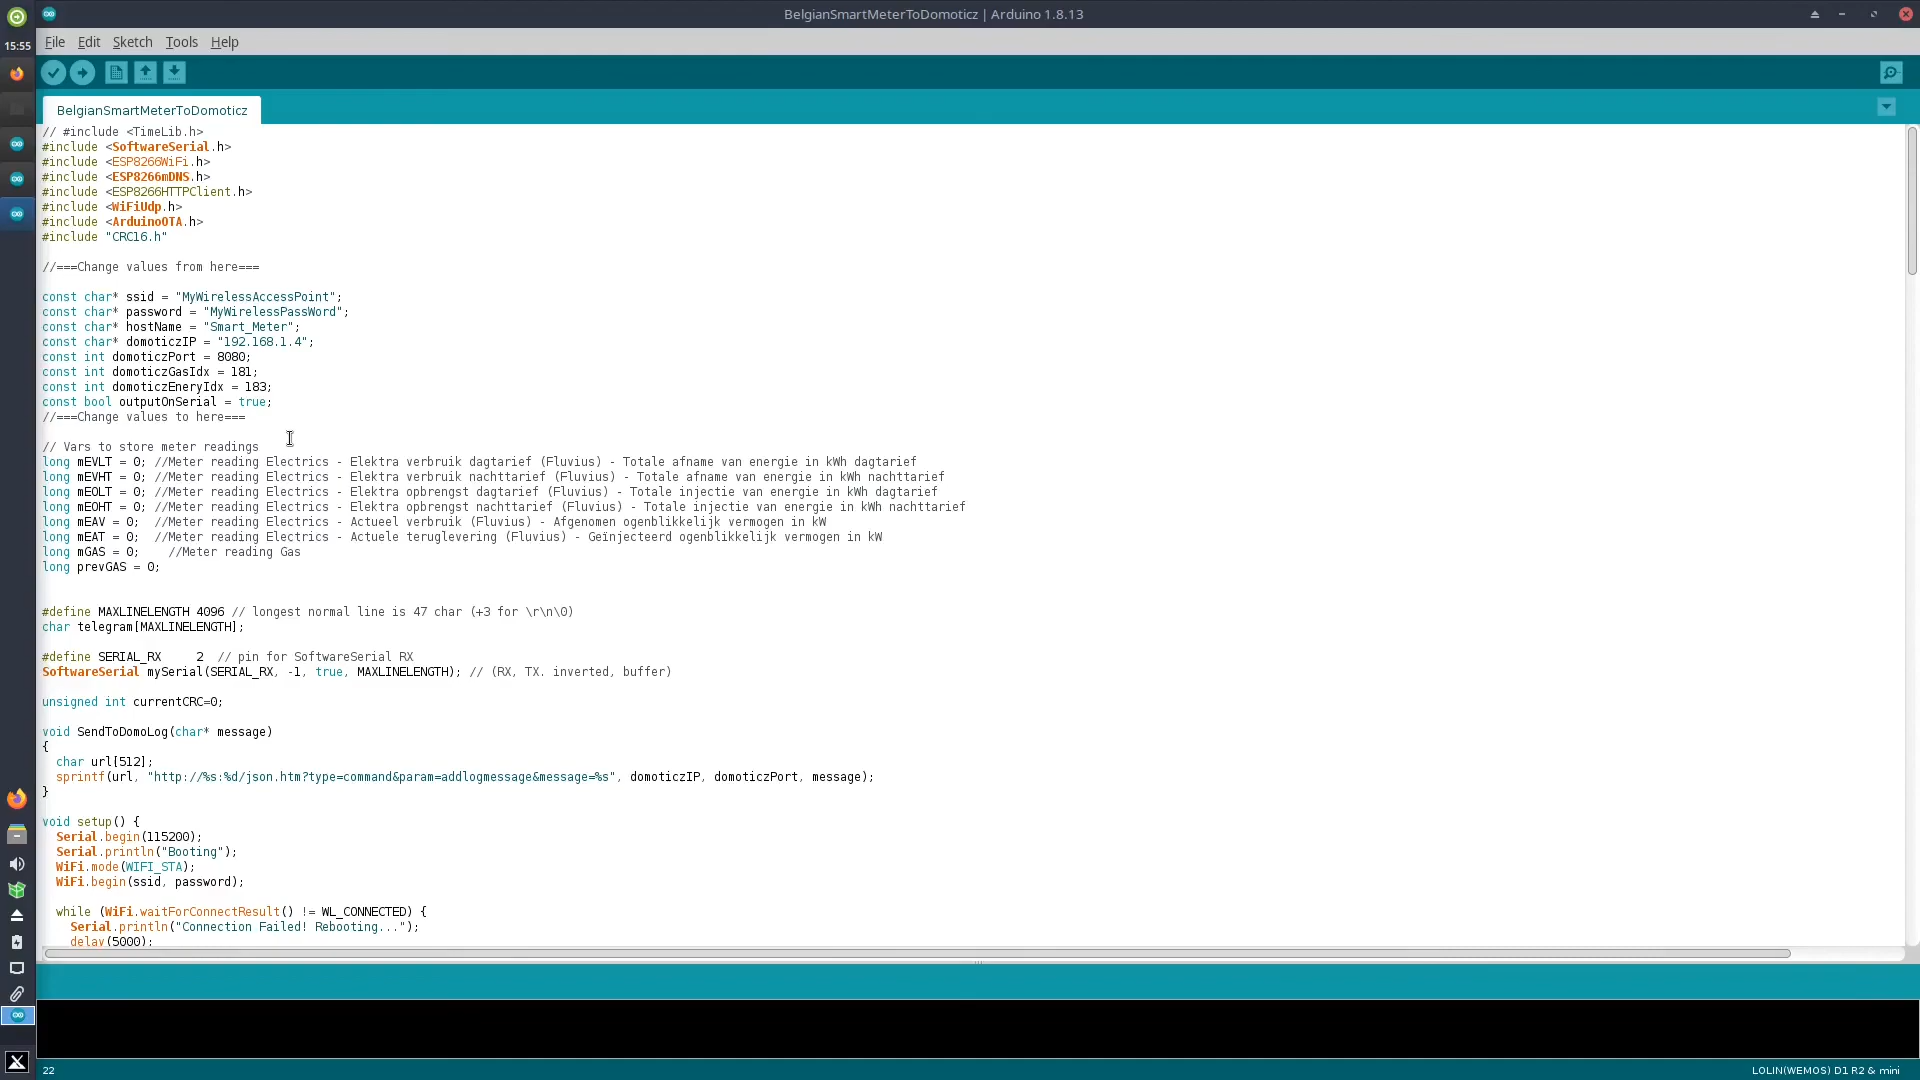 BelgianSmartMeterToDomoticz | Arduino 1.8.13
15:55
File Edit Sketch Tools Help
BelgianSmartMeterToDomoticz
// #include <TimeLib.h>
#include <SoftwareSerial.h>
#include <ESP8266WiFi.h>
#include <ESP8266mDNS.h>
#include <ESP8266HTTPClient.h>
#include <WiFiUdp.h>
#include <ArduinoOTA.h>
#include "CRC16.h"
//===Change values from here===
const char* ssid = "MyWirelessAccessPoint";
const char* password = "MyWirelessPassWord";
const char* hostName = "Smart_Meter";
const char* domoticzIP = "192.168.1.4";
const int domoticzPort = 8080;
const int domoticzGasIdx = 181;
const int domoticzEneryIdx = 183;
const bool outputOnSerial = true;
//===Change values to here===
// Vars to store meter readings
long mEVLT = 0; //Meter reading Electrics - Elektra verbruik dagtarief (Fluvius) - Totale afname van energie in kWh dagtarief
long mEVHT = 0; //Meter reading Electrics - Elektra verbruik nachttarief (Fluvius) - Totale afname van energie in kWh nachttarief
long mEOLT = 0; //Meter reading Electrics - Elektra opbrengst dagtarief (Fluvius) - Totale injectie van energie in kWh dagtarief
long mEOHT = 0; //Meter reading Electrics - Elektra opbrengst nachttarief (Fluvius) - Totale injectie van energie in kWh nachttarief
long mEAV = 0;  //Meter reading Electrics - Actueel verbruik (Fluvius) - Afgenomen ogenblikkelijk vermogen in kW
long mEAT = 0;  //Meter reading Electrics - Actuele teruglevering (Fluvius) - Geïnjecteerd ogenblikkelijk vermogen in kW
long mGAS = 0;    //Meter reading Gas
long prevGAS = 0;
#define MAXLINELENGTH 4096 // longest normal line is 47 char (+3 for \r\n\0)
char telegram[MAXLINELENGTH];
#define SERIAL_RX     2  // pin for SoftwareSerial RX
SoftwareSerial mySerial(SERIAL_RX, -1, true, MAXLINELENGTH); // (RX, TX. inverted, buffer)
unsigned int currentCRC=0;
void SendToDomoLog(char* message)
{
  char url[512];
  sprintf(url, "http://%s:%d/json.htm?type=command&param=addlogmessage&message=%s", domoticzIP, domoticzPort, message);
}
void setup() {
  Serial.begin(115200);
  Serial.println("Booting");
  WiFi.mode(WIFI_STA);
  WiFi.begin(ssid, password);
  while (WiFi.waitForConnectResult() != WL_CONNECTED) {
    Serial.println("Connection Failed! Rebooting...");
    delay(5000);
22
LOLIN(WEMOS) D1 R2 & mini